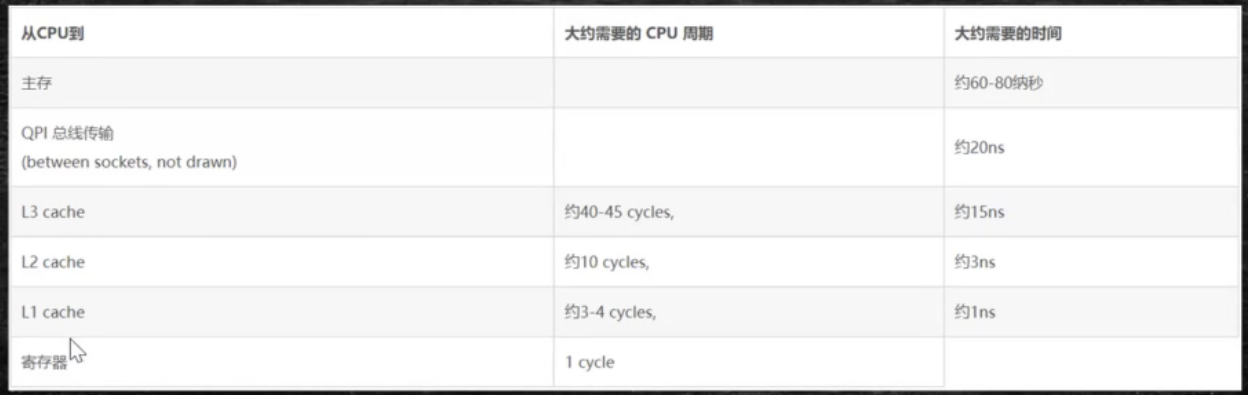 从CPU到 大约需要的 CPU 周期 大约需要的时间
主存 约60-80纳秒
QPI 总线传输
(between sockets, not drawn) 约20ns
L3 cache 约40-45 cycles, 约15ns
L2 cache 约10 cycles, 约3ns
L1 cache 约3-4 cycles, 约1ns
寄存器 1 cycle